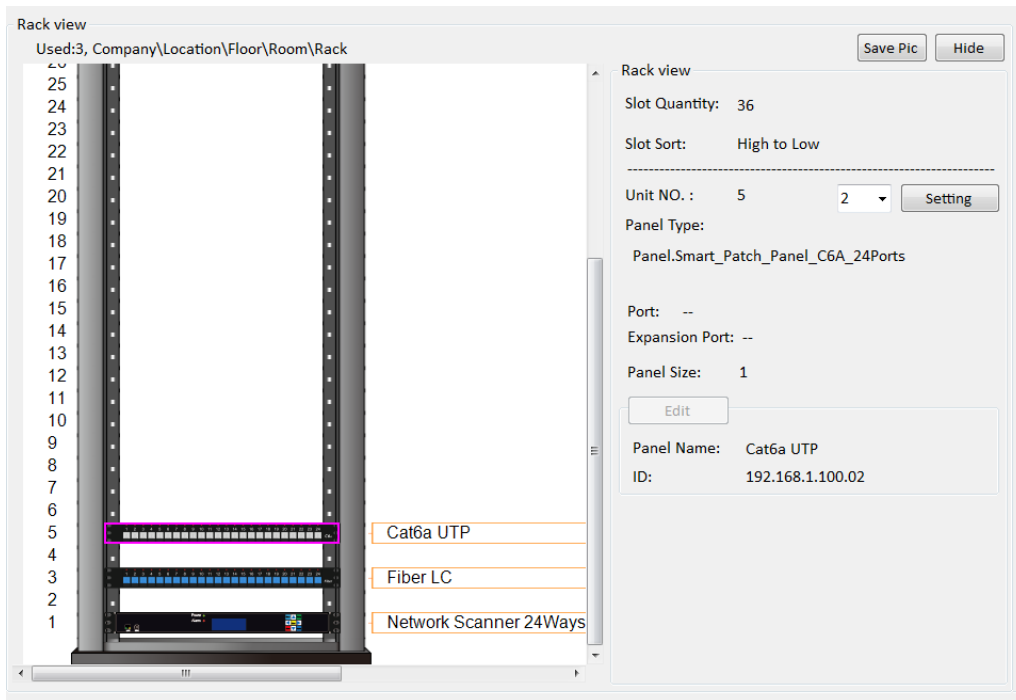 Rack view
Used:3, Company\Location\Floor\Room\Rack
Save Pic
Hide
25
24
23
22
21
20
19
18
17
16
15
14
13
12
11
10
9
8
7
6
5
4
3
2
1
Cat6a UTP
Fiber LC
Network Scanner 24Ways
Rack view
Slot Quantity: 36
Slot Sort: High to Low
Unit NO. : 5
2
Setting
Panel Type:
Panel.Smart_Patch_Panel_C6A_24Ports
Port: --
Expansion Port: --
Panel Size: 1
Edit
Panel Name: Cat6a UTP
ID: 192.168.1.100.02